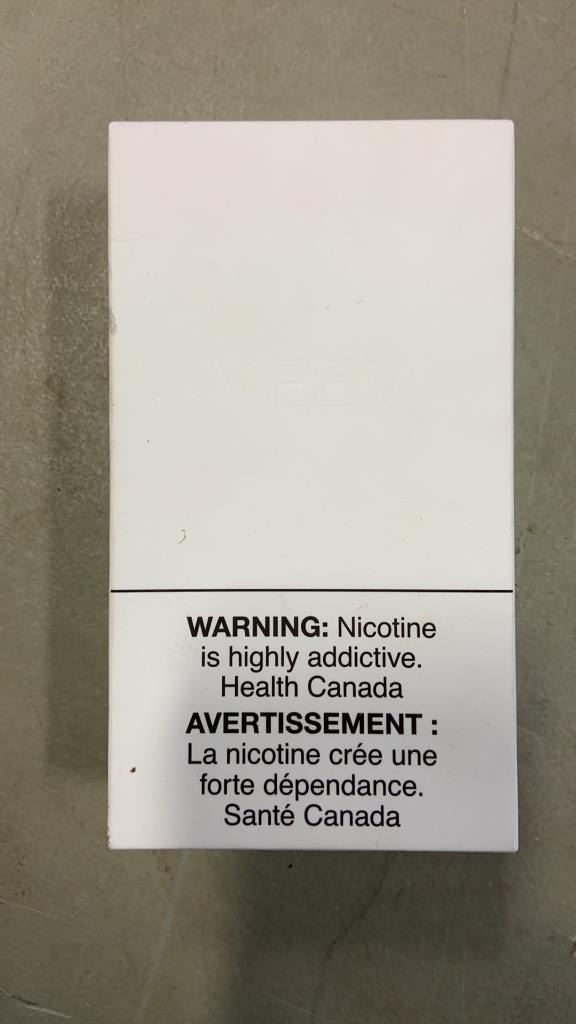 VEEV
WARNING: Nicotine
is highly addictive.
Health Canada
AVERTISSEMENT :
La nicotine crée une
forte dépendance.
Santé Canada